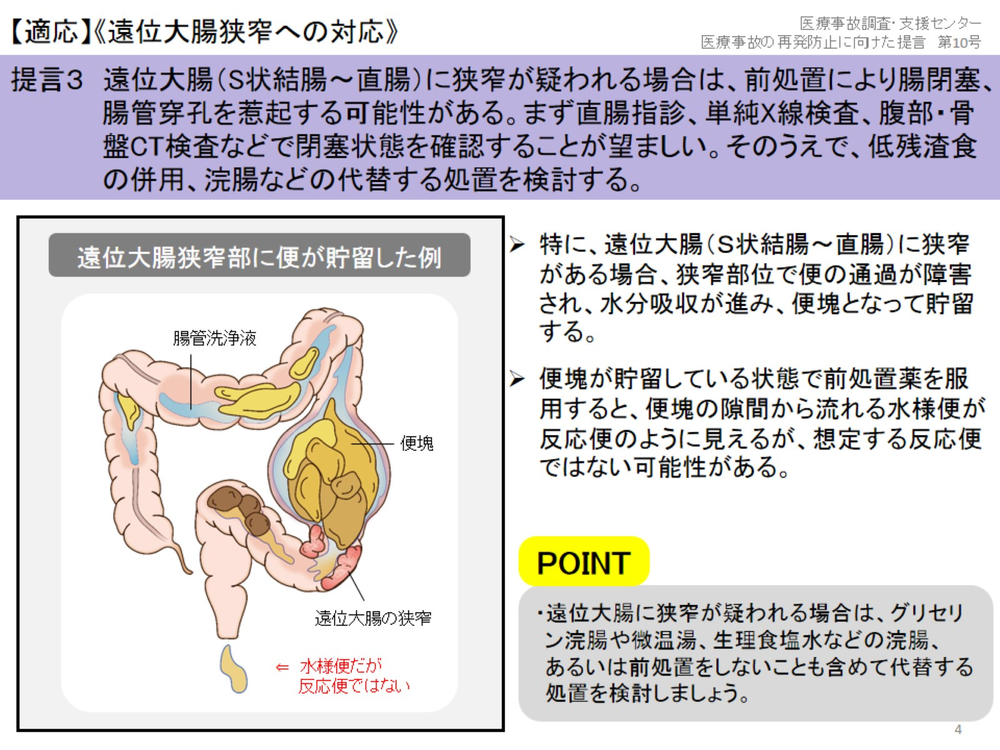 【適応】《遠位大腸狭窄への対応》
医療事故調査・支援センター
医療事故の再発防止に向けた提言　第10号
提言３　遠位大腸（S状結腸～直腸）に狭窄が疑われる場合は、前処置により腸閉塞、
腸管穿孔を惹起する可能性がある。まず直腸指診、単純X線検査、腹部・骨
盤CT検査などで閉塞状態を確認することが望ましい。そのうえで、低残渣食
の併用、浣腸などの代替する処置を検討する。
遠位大腸狭窄部に便が貯留した例
腸管洗浄液
便塊
遠位大腸の狭窄
⇐ 水様便だが
反応便ではない
➢ 特に、遠位大腸（S状結腸～直腸）に狭窄
がある場合、狭窄部位で便の通過が障害
され、水分吸収が進み、便塊となって貯留
する。
➢ 便塊が貯留している状態で前処置薬を服
用すると、便塊の隙間から流れる水様便が
反応便のように見えるが、想定する反応便
ではない可能性がある。
POINT
・遠位大腸に狭窄が疑われる場合は、グリセリ
ン浣腸や微温湯、生理食塩水などの浣腸、
あるいは前処置をしないことも含めて代替する
処置を検討しましょう。
4